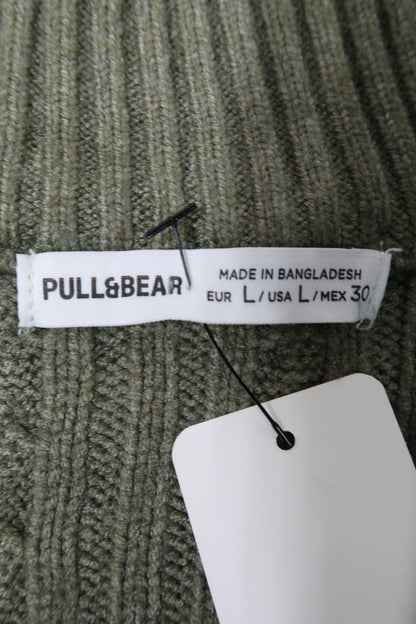 PULL&BEAR
MADE IN BANGLADESH
EUR L / USA L / MEX 30